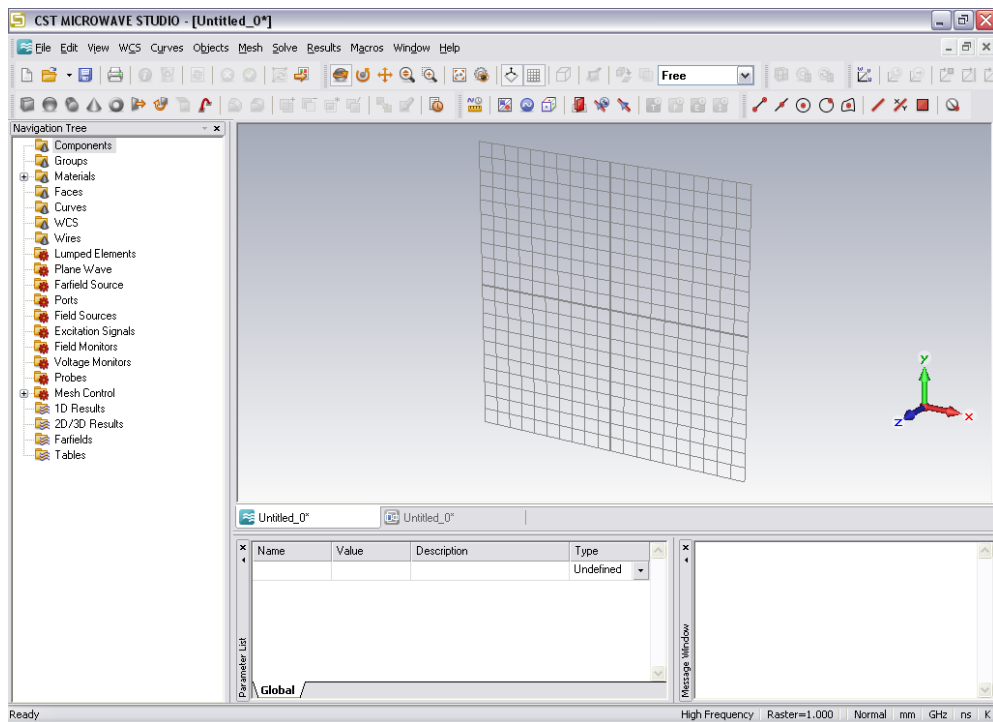 CST MICROWAVE STUDIO - [Untitled_0*]
File Edit View WCS Curves Objects Mesh Solve Results Macros Window Help
Free
Navigation Tree
Components
Groups
Materials
Faces
Curves
WCS
Wires
Lumped Elements
Plane Wave
Farfield Source
Ports
Field Sources
Excitation Signals
Field Monitors
Voltage Monitors
Probes
Mesh Control
1D Results
2D/3D Results
Farfields
Tables
y
x
z
Untitled_0* Untitled_0*
Name Value Description Type
Undefined
Parameter List
Global
Message Window
Ready High Frequency Raster=1.000 Normal mm GHz ns K